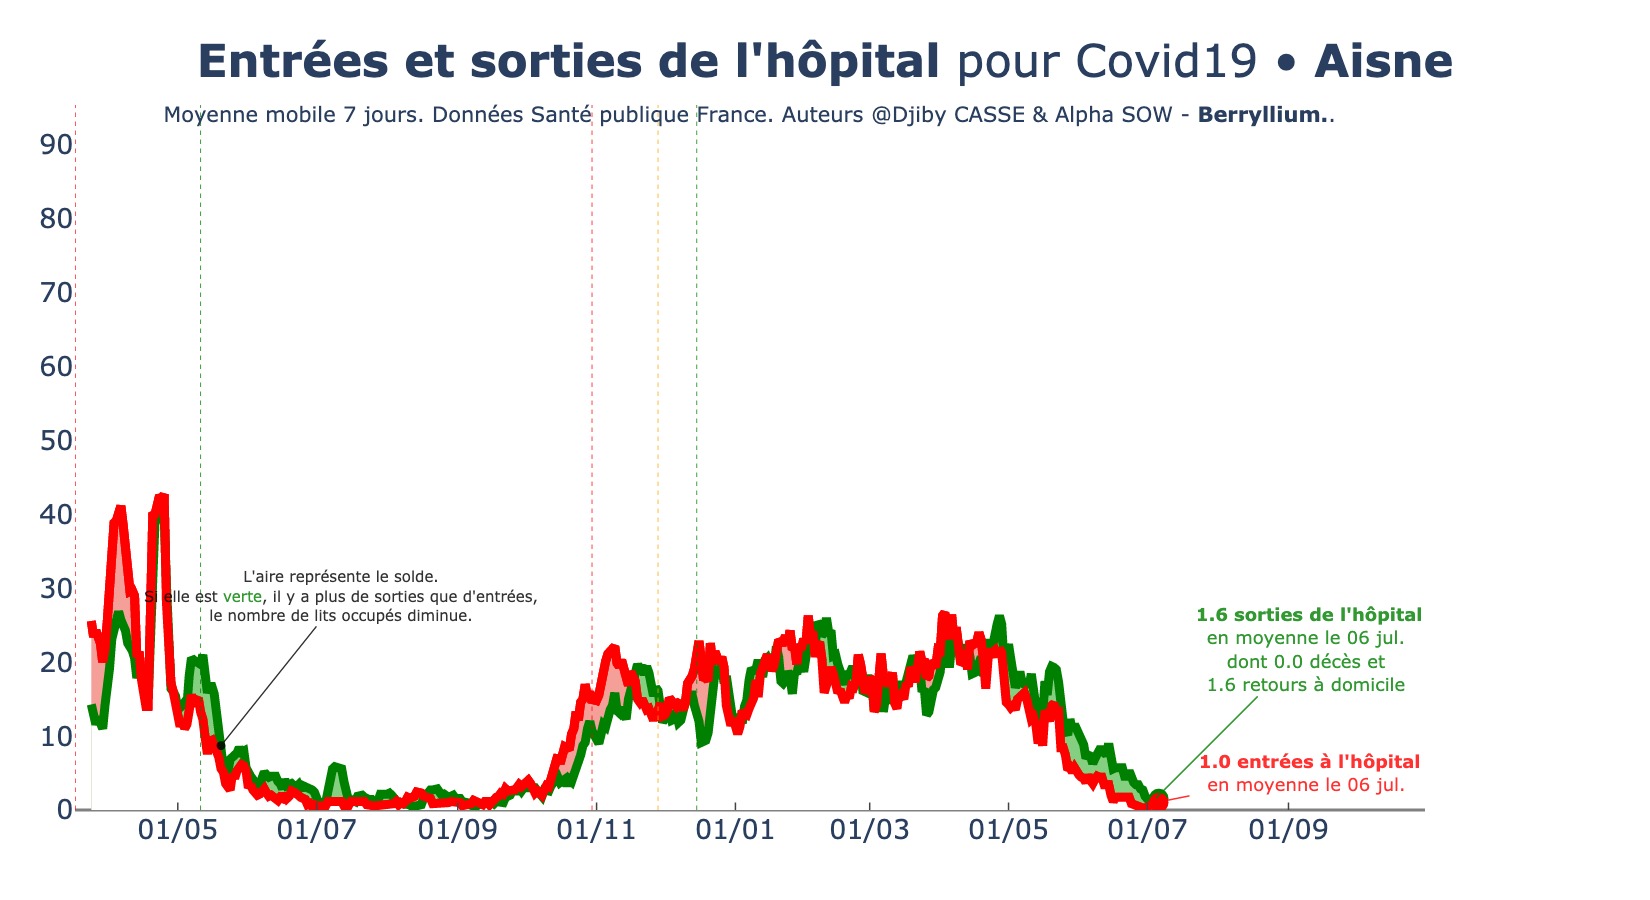 Entrées et sorties de l'hôpital pour Covid19 • Aisne
Moyenne mobile 7 jours. Données Santé publique France. Auteurs @Djiby CASSE & Alpha SOW - Berryllium..
90
80
70
60
50
40
30
20
10
0
L'aire représente le solde.
Si elle est verte, il y a plus de sorties que d'entrées,
le nombre de lits occupés diminue.
1.6 sorties de l'hôpital
en moyenne le 06 jul.
dont 0.0 décès et
1.6 retours à domicile
1.0 entrées à l'hôpital
en moyenne le 06 jul.
01/05 01/07 01/09 01/11 01/01 01/03 01/05 01/07 01/09